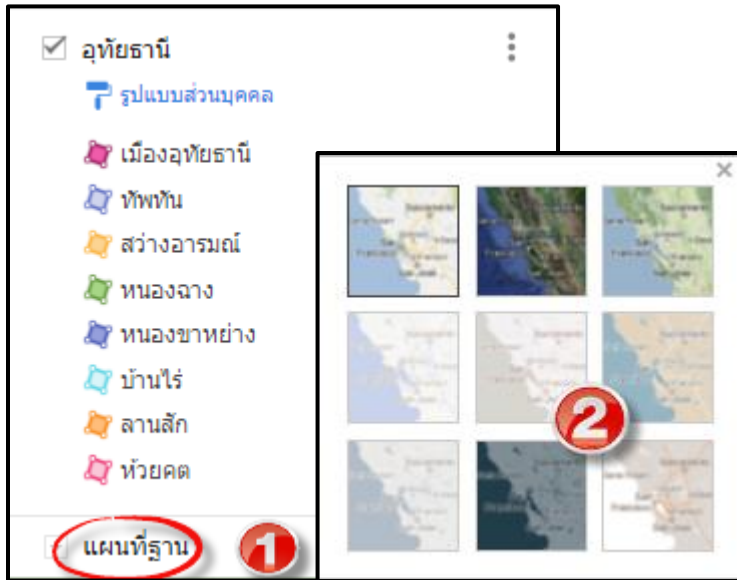 อุทัยธานี
รูปแบบส่วนบุคคล
เมืองอุทัยธานี
ทัพทัน
สว่างอารมณ์
หนองฉาง
หนองขาหย่าง
บ้านไร่
ลานสัก
ห้วยคต
แผนที่ฐาน
1
2